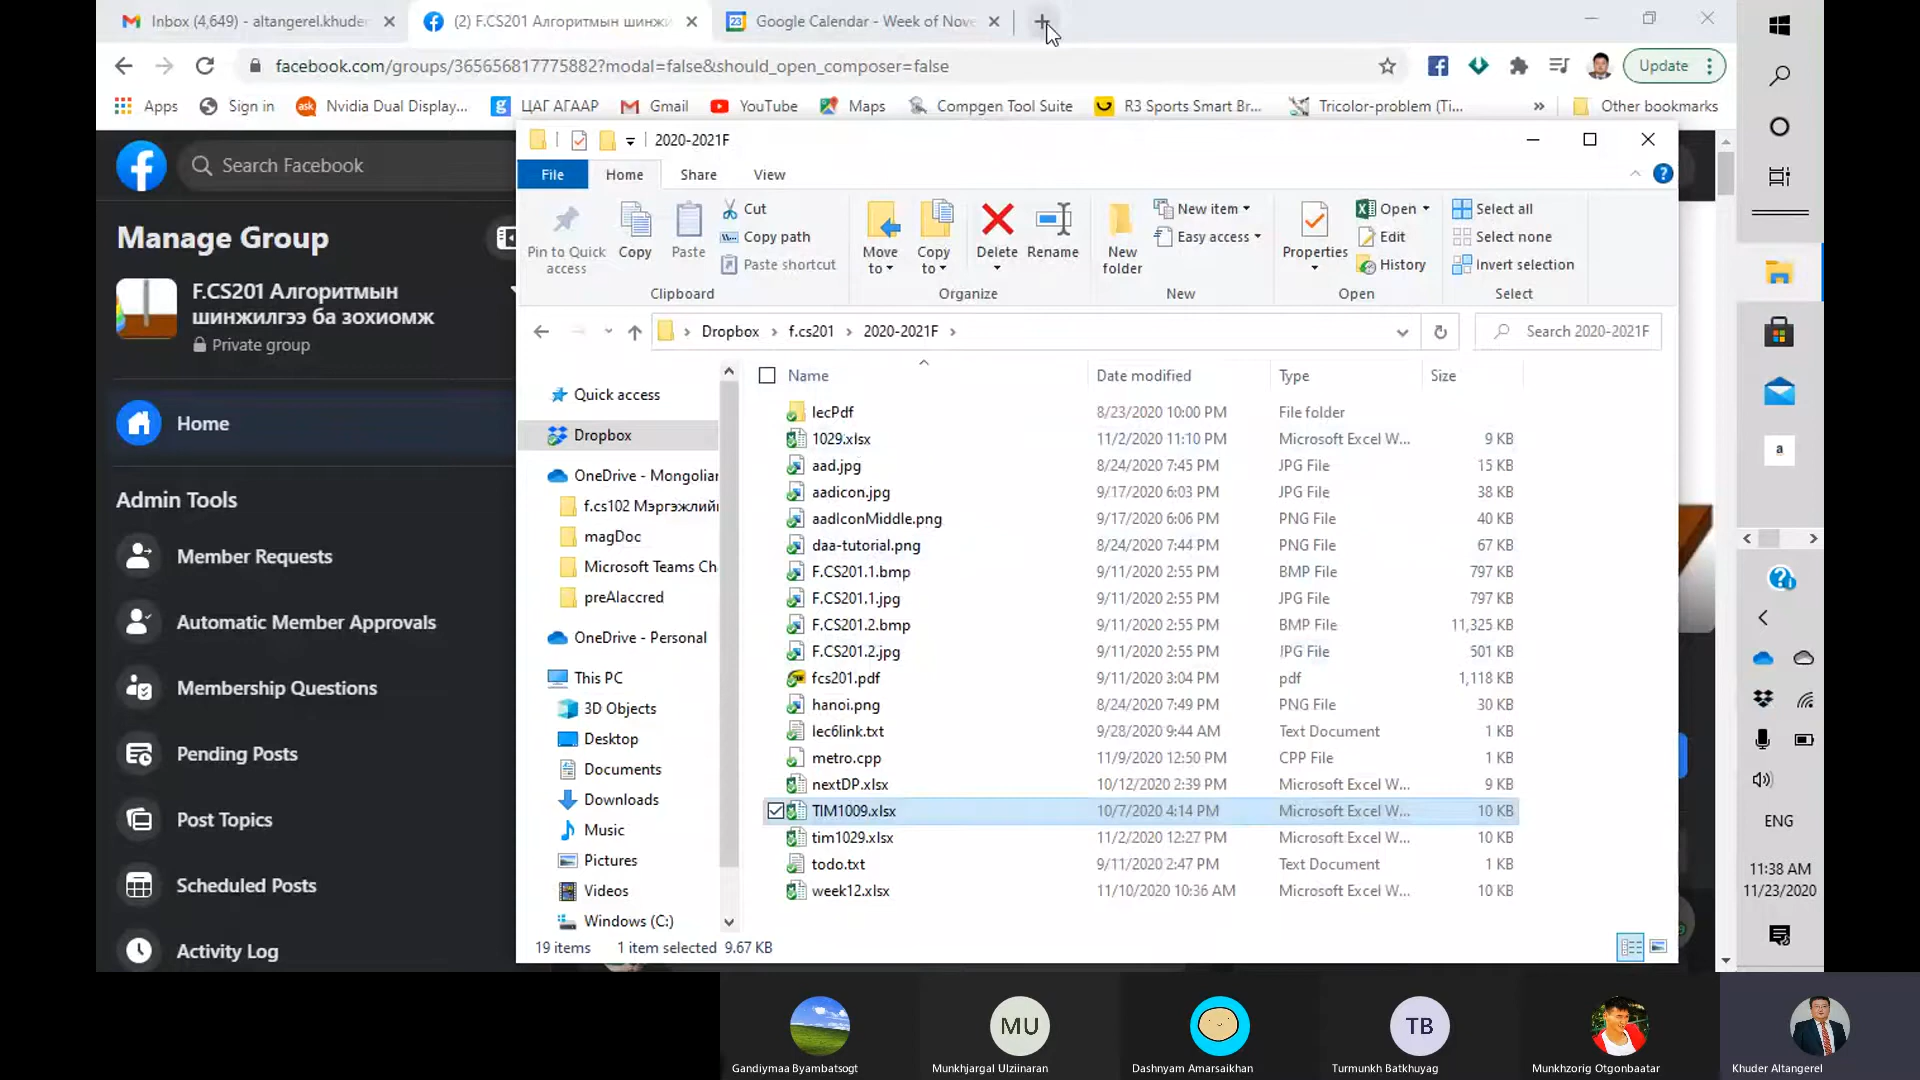 Inbox (4,649) - altangerel.khuder
(2) F.CS201 Алгоритмын шинжи
Google Calendar - Week of Nove
facebook.com/groups/365656817775882?modal=false&should_open_composer=false
Update
Apps
Sign in
Nvidia Dual Display...
ЦАГ АГААР
Gmail
YouTube
Maps
Compgen Tool Suite
R3 Sports Smart Br...
Tricolor-problem (Ti...
»
Other bookmarks
Search Facebook
Manage Group
F.CS201 Алгоритмын
шинжилгээ ба зохиомж
Private group
Home
Admin Tools
Member Requests
Automatic Member Approvals
Membership Questions
Pending Posts
Post Topics
Scheduled Posts
Activity Log
2020-2021F
File
Home
Share
View
Pin to Quick
access
Copy
Paste
Cut
Copy path
Paste shortcut
Clipboard
Move
to
Copy
to
Delete
Rename
Organize
New
folder
New item
Easy access
New
Properties
Open
Edit
History
Open
Select all
Select none
Invert selection
Select
Dropbox › f.cs201 › 2020-2021F ›
Search 2020-2021F
Quick access
Dropbox
OneDrive - Mongolian
f.cs102 Мэргэжлийн
magDoc
Microsoft Teams Ch
preAIaccred
OneDrive - Personal
This PC
3D Objects
Desktop
Documents
Downloads
Music
Pictures
Videos
Windows (C:)
Name Date modified Type Size
lecPdf 8/23/2020 10:00 PM File folder
1029.xlsx 11/2/2020 11:10 PM Microsoft Excel W... 9 KB
aad.jpg 8/24/2020 7:45 PM JPG File 15 KB
aadicon.jpg 9/17/2020 6:03 PM JPG File 38 KB
aadIconMiddle.png 9/17/2020 6:06 PM PNG File 40 KB
daa-tutorial.png 8/24/2020 7:44 PM PNG File 67 KB
F.CS201.1.bmp 9/11/2020 2:55 PM BMP File 797 KB
F.CS201.1.jpg 9/11/2020 2:55 PM JPG File 797 KB
F.CS201.2.bmp 9/11/2020 2:55 PM BMP File 11,325 KB
F.CS201.2.jpg 9/11/2020 2:55 PM JPG File 501 KB
fcs201.pdf 9/11/2020 3:04 PM pdf 1,118 KB
hanoi.png 8/24/2020 7:49 PM PNG File 30 KB
lec6link.txt 9/28/2020 9:44 AM Text Document 1 KB
metro.cpp 11/9/2020 12:50 PM CPP File 1 KB
nextDP.xlsx 10/12/2020 2:39 PM Microsoft Excel W... 9 KB
TIM1009.xlsx 10/7/2020 4:14 PM Microsoft Excel W... 10 KB
tim1029.xlsx 11/2/2020 12:27 PM Microsoft Excel W... 10 KB
todo.txt 9/11/2020 2:47 PM Text Document 1 KB
week12.xlsx 11/10/2020 10:36 AM Microsoft Excel W... 10 KB
19 items 1 item selected 9.67 KB
a
ENG
11:38 AM
11/23/2020
MU
TB
Gandiymaa Byambatsogt
Munkhjargal Ulziinaran
Dashnyam Amarsaikhan
Turmunkh Batkhuyag
Munkhzorig Otgonbaatar
Khuder Altangerel